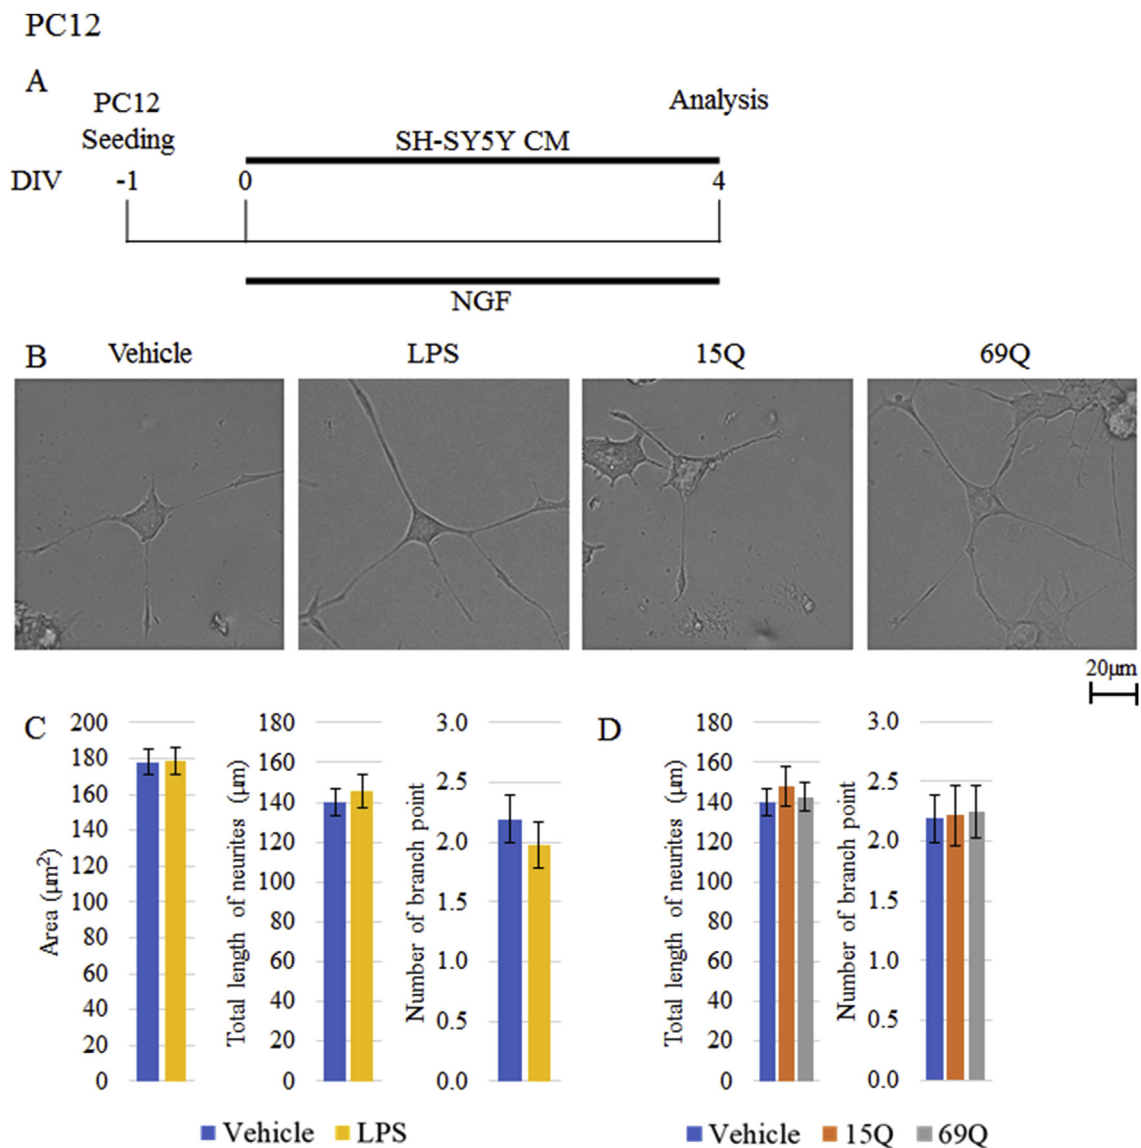 PC12
A
PC12
Seeding
Analysis
SH-SY5Y CM
DIV -1 0 4
NGF
B Vehicle LPS 15Q 69Q
20μm
C
Area (μm²)
200
180
160
140
120
100
80
60
40
20
0
Total length of neurites (μm)
180
160
140
120
100
80
60
40
20
0
Number of branch point
3.0
2.5
2.0
1.5
1.0
0.5
0.0
Vehicle LPS
D
Total length of neurites (μm)
180
160
140
120
100
80
60
40
20
0
Number of branch point
3.0
2.5
2.0
1.5
1.0
0.5
0.0
Vehicle 15Q 69Q